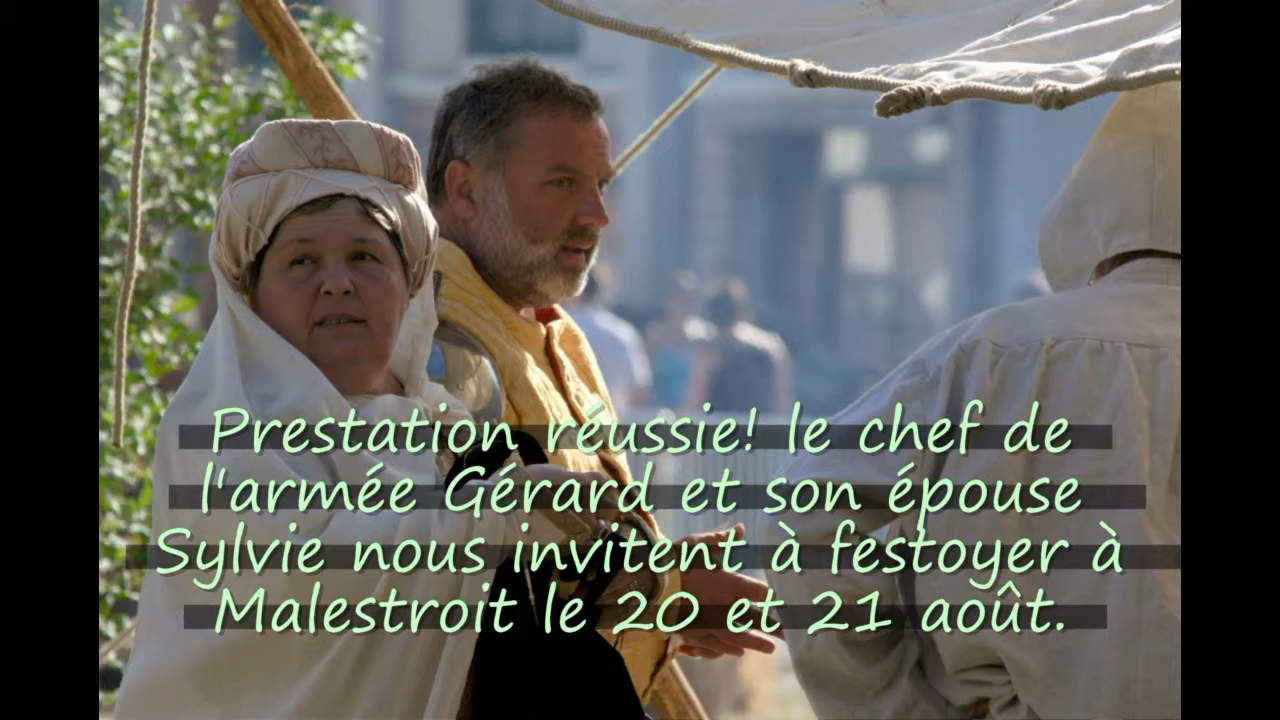 Prestation réussie! le chef de
l'armée Gérard et son épouse
Sylvie nous invitent à festoyer à
Malestroit le 20 et 21 août.